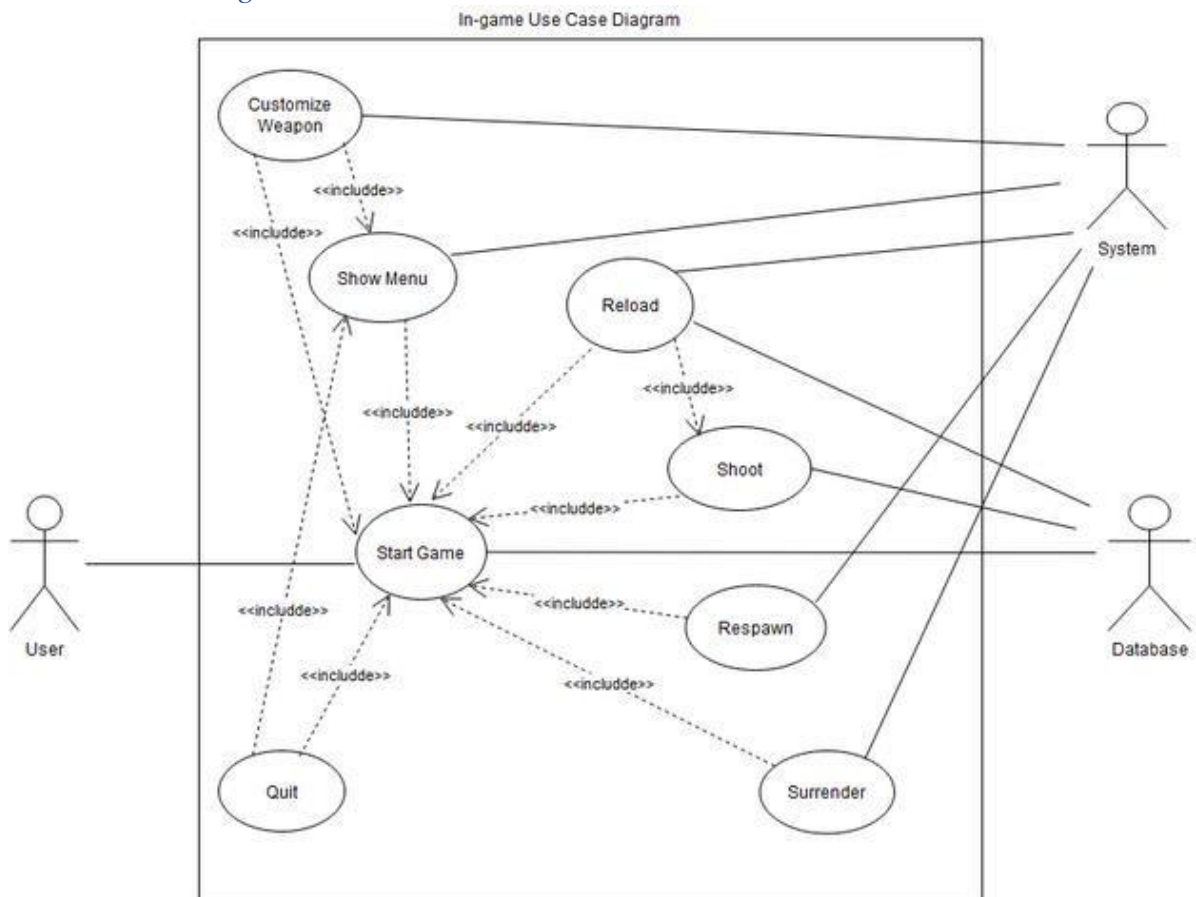 In-game Use Case Diagram
Customize
Weapon
<<includde>>
<<includde>>
System
Show Menu
Reload
<<includde>>
<<includde>>
<<includde>>
Shoot
<<includde>>
Start Game
User
<<includde>>
<<includde>>
Respawn
Database
<<includde>>
<<includde>>
Quit
Surrender